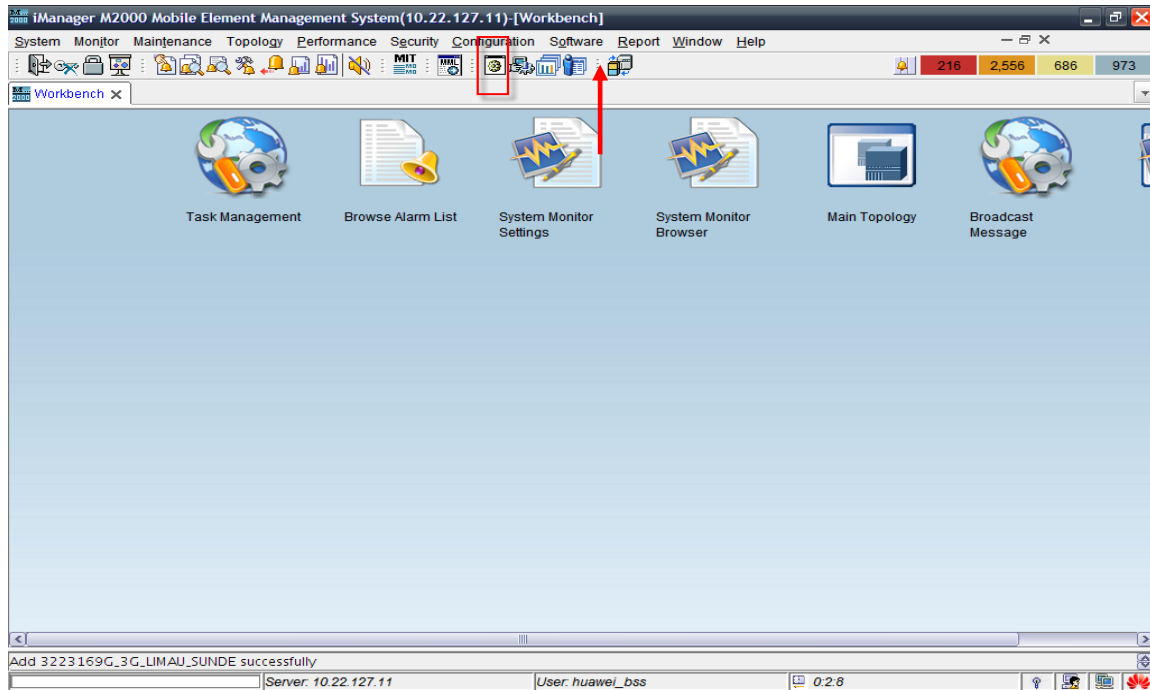 iManager M2000 Mobile Element Management System(10.22.127.11)-[Workbench]
System Monitor Maintenance Topology Performance Security Configuration Software Report Window Help
MIT MML 216 2,556 686 973
Workbench
Task Management
Browse Alarm List
System Monitor
Settings
System Monitor
Browser
Main Topology
Broadcast
Message
Add 3223169G_3G_LIMAU_SUNDE successfully
Server: 10.22.127.11 User: huawei_bss 0:2:8